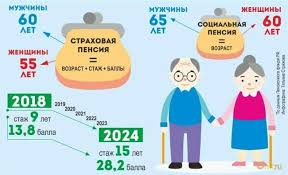 МУЖЧИНЫ
60
ЛЕТ
ЖЕНЩИНЫ
55
ЛЕТ
СТРАХОВАЯ
ПЕНСИЯ
=
ВОЗРАСТ + СТАЖ + БАЛЛЫ
МУЖЧИНЫ
65
ЛЕТ
СОЦИАЛЬНАЯ
ПЕНСИЯ
=
ВОЗРАСТ
ЖЕНЩИНЫ
60
ЛЕТ
2018
стаж 9 лет
13,8 балла
2019
2020
2021
2022
2023
2024
стаж 15
лет
28,2 балла